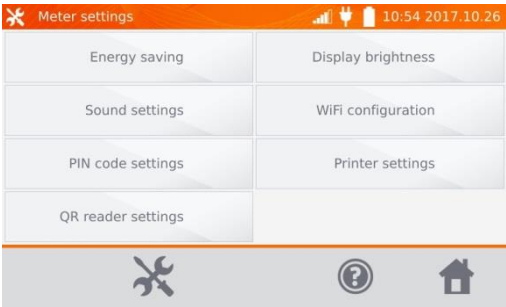 Meter settings
10:54 2017.10.26
Energy saving
Display brightness
Sound settings
WiFi configuration
PIN code settings
Printer settings
QR reader settings
?